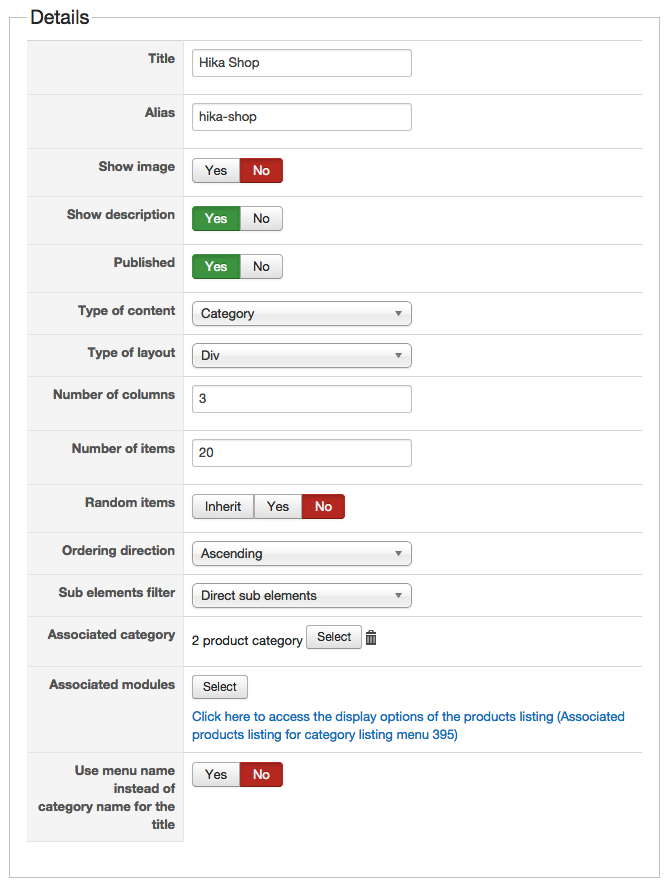 Details
Title Hika Shop
Alias hika-shop
Show image Yes No
Show description Yes No
Published Yes No
Type of content Category
Type of layout Div
Number of columns 3
Number of items 20
Random items Inherit Yes No
Ordering direction Ascending
Sub elements filter Direct sub elements
Associated category 2 product category Select
Associated modules Select
Click here to access the display options of the products listing (Associated
products listing for category listing menu 395)
Use menu name Yes No
instead of
category name for the
title